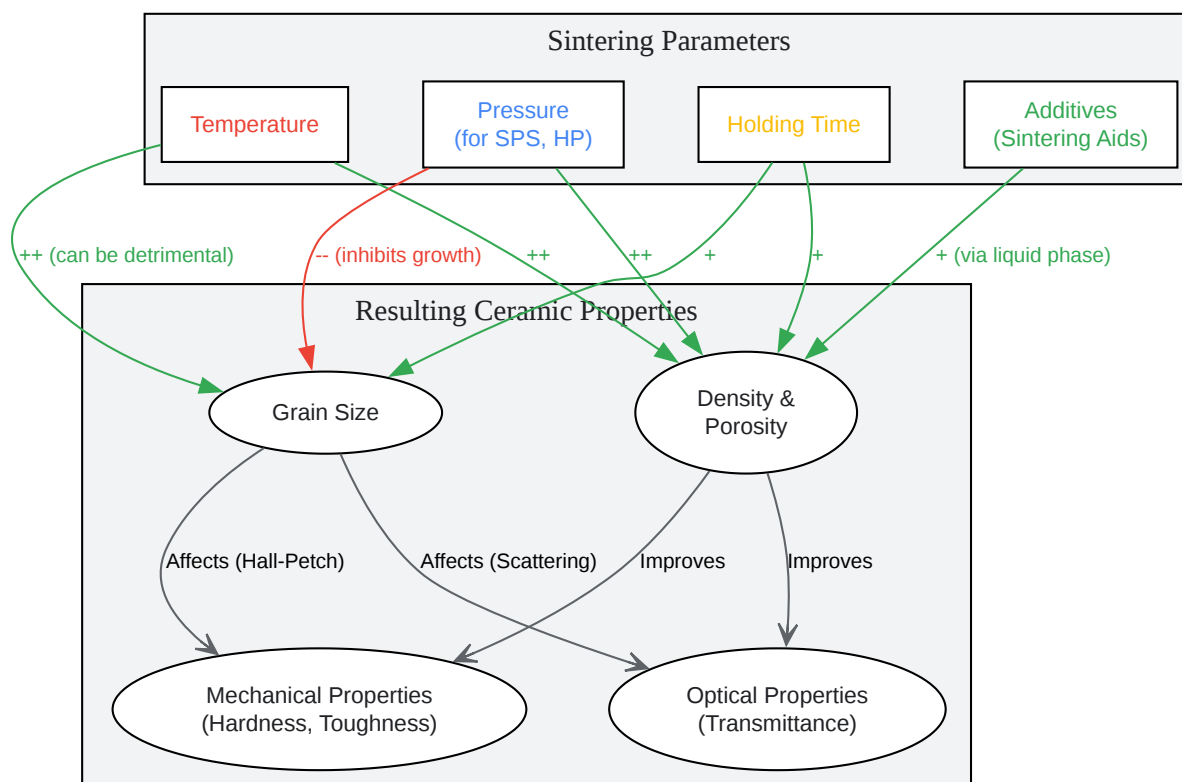 Sintering Parameters
Temperature
Pressure
(for SPS, HP)
Holding Time
Additives
(Sintering Aids)
++ (can be detrimental)
-- (inhibits growth)
++
++
+
+
+ (via liquid phase)
Resulting Ceramic Properties
Grain Size
Density &
Porosity
Affects (Hall-Petch)
Affects (Scattering)
Improves
Improves
Mechanical Properties
(Hardness, Toughness)
Optical Properties
(Transmittance)